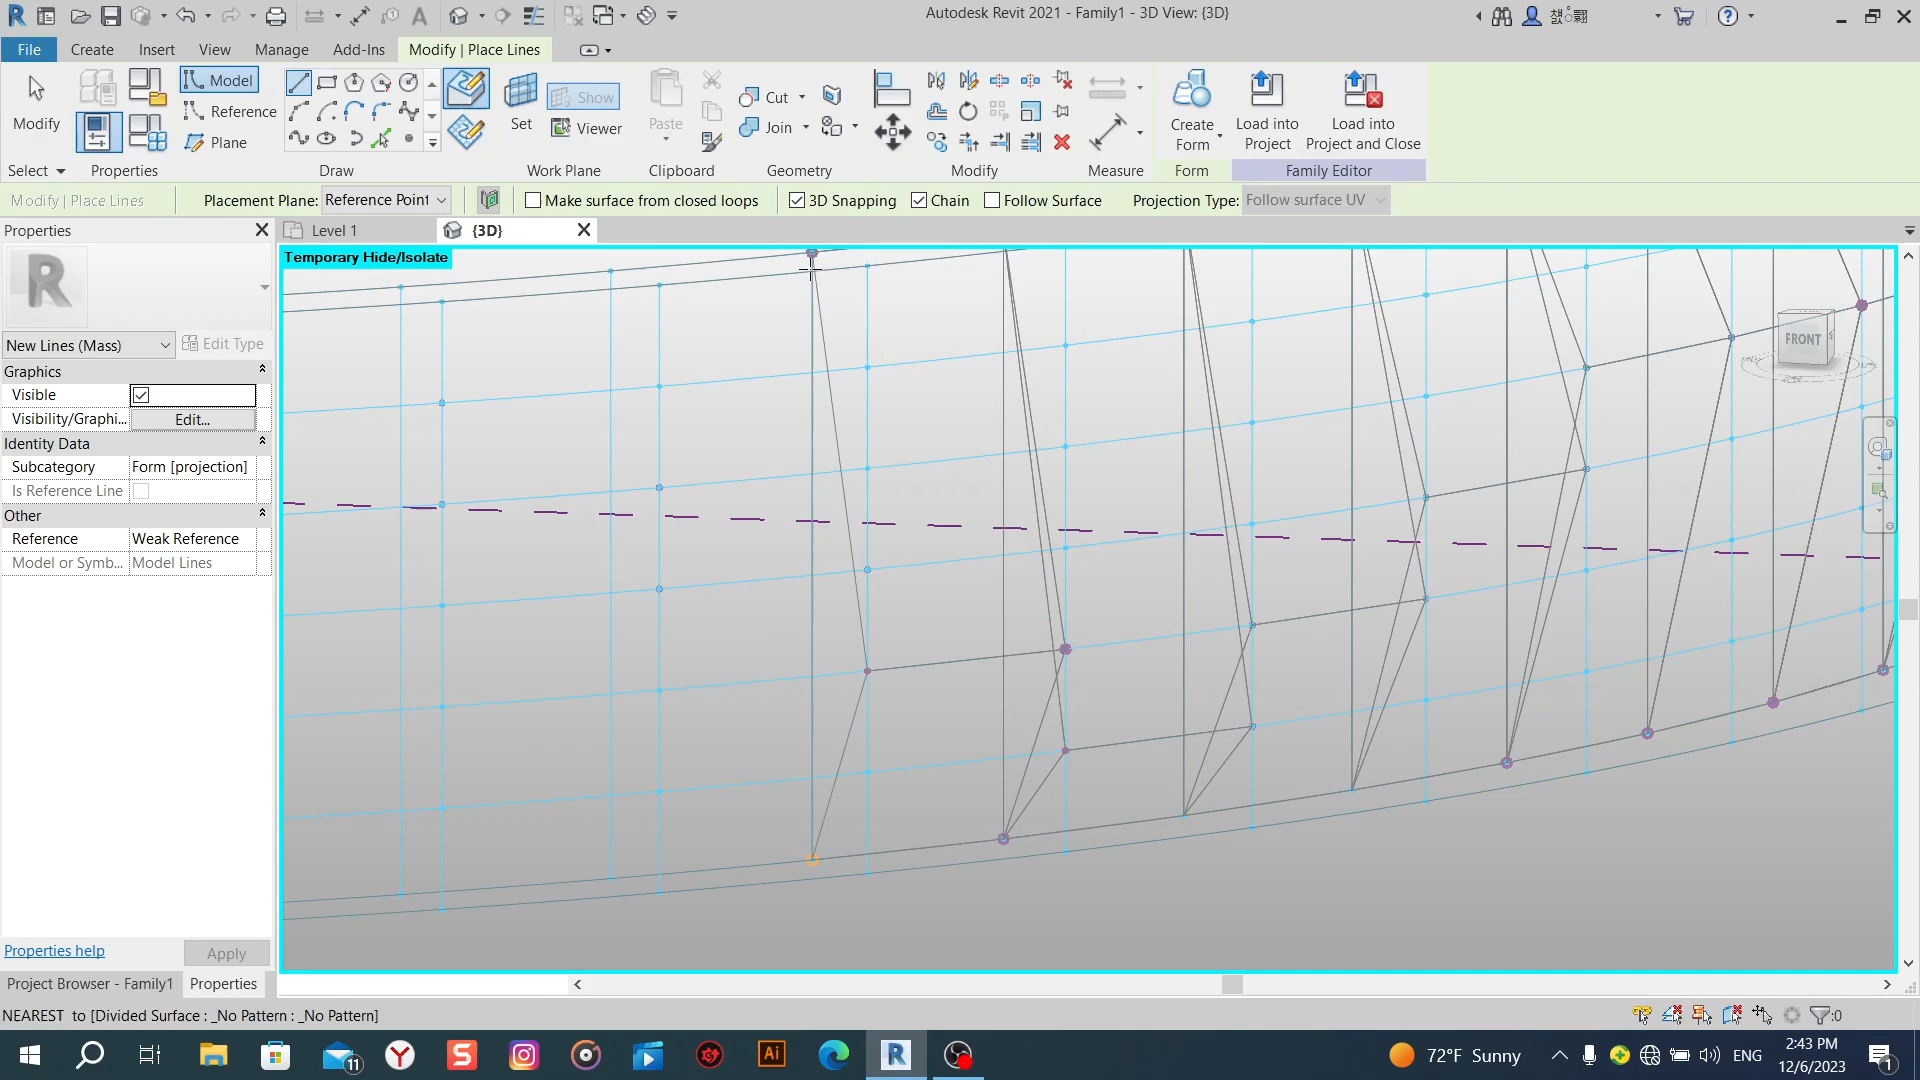 Autodesk Revit 2021 - Family1 - 3D View: {3D}
File
Create
Insert
View
Manage
Add-Ins
Modify | Place Lines
Modify
Model
Reference
Plane
Set
Show
Viewer
Paste
Cut
Join
Create
Form
Load into
Project
Load into
Project and Close
Select
Properties
Draw
Work Plane
Clipboard
Geometry
Modify
Measure
Form
Family Editor
Modify | Place Lines
Placement Plane:
Reference Point
Make surface from closed loops
3D Snapping
Chain
Follow Surface
Projection Type:
Follow surface UV
Properties
Level 1
{3D}
Temporary Hide/Isolate
FRONT
New Lines (Mass)
Edit Type
Graphics
Visible
Visibility/Graphi...
Edit...
Identity Data
Subcategory
Form [projection]
Is Reference Line
Other
Reference
Weak Reference
Model or Symb...
Model Lines
Properties help
Apply
Project Browser - Family1
Properties
NEAREST to [Divided Surface : _No Pattern : _No Pattern]
:0
11
72°F Sunny
ENG
2:43 PM
12/6/2023
1